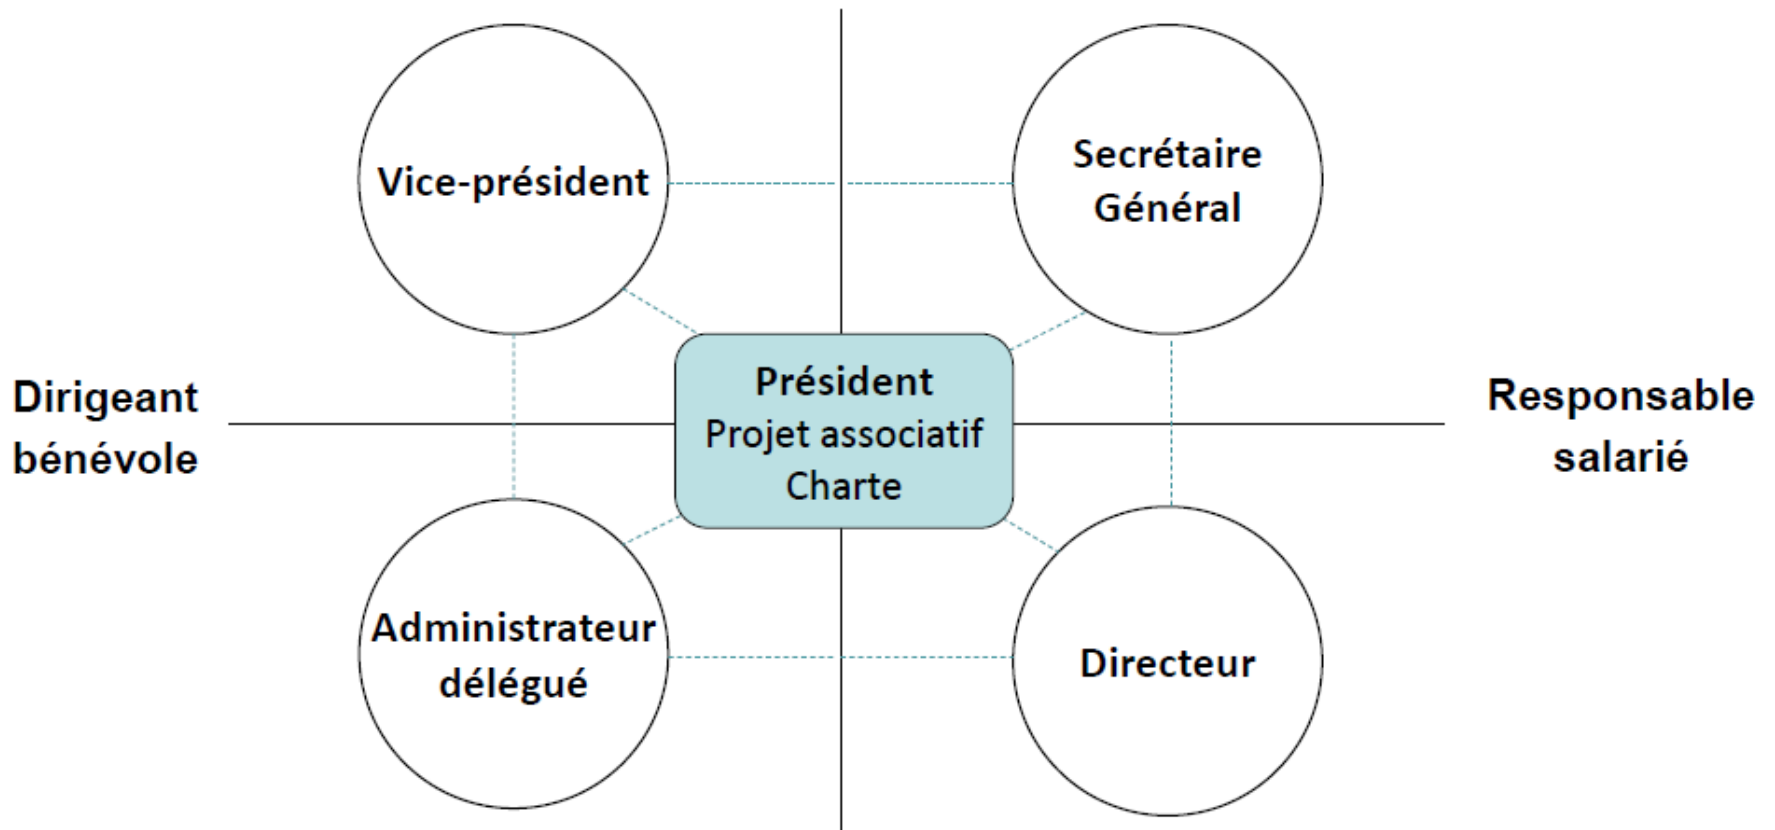 Vice-président
Secrétaire
Général
Dirigeant
bénévole
Président
Projet associatif
Charte
Responsable
salarié
Administrateur
délégué
Directeur